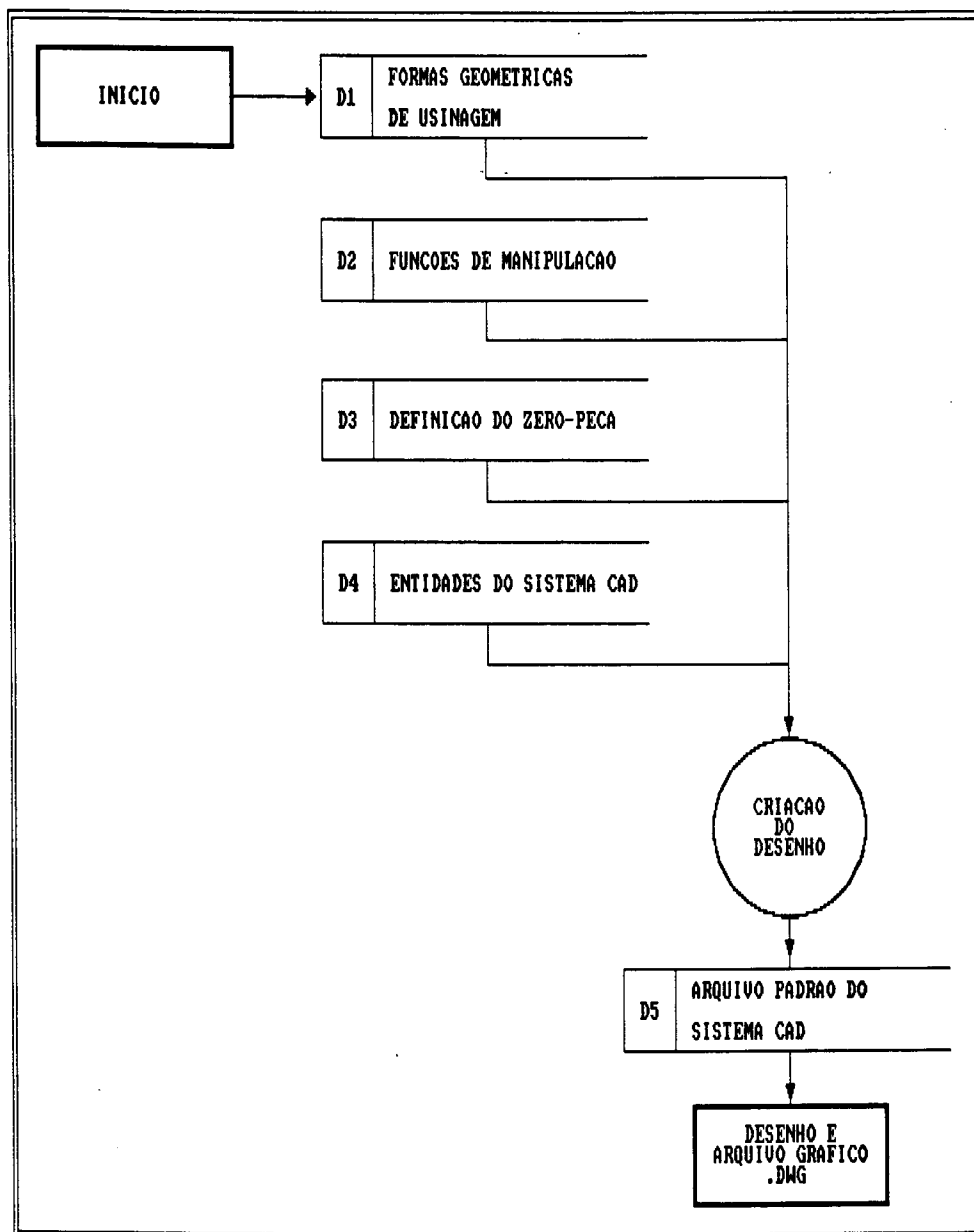 INICIO
D1
FORMAS GEOMETRICAS
DE USINAGEM
D2
FUNCOES DE MANIPULACAO
D3
DEFINICAO DO ZERO-PECA
D4
ENTIDADES DO SISTEMA CAD
CRIACAO
DO
DESENHO
D5
ARQUIVO PADRAO DO
SISTEMA CAD
DESENHO E
ARQUIVO GRAFICO
.DWG